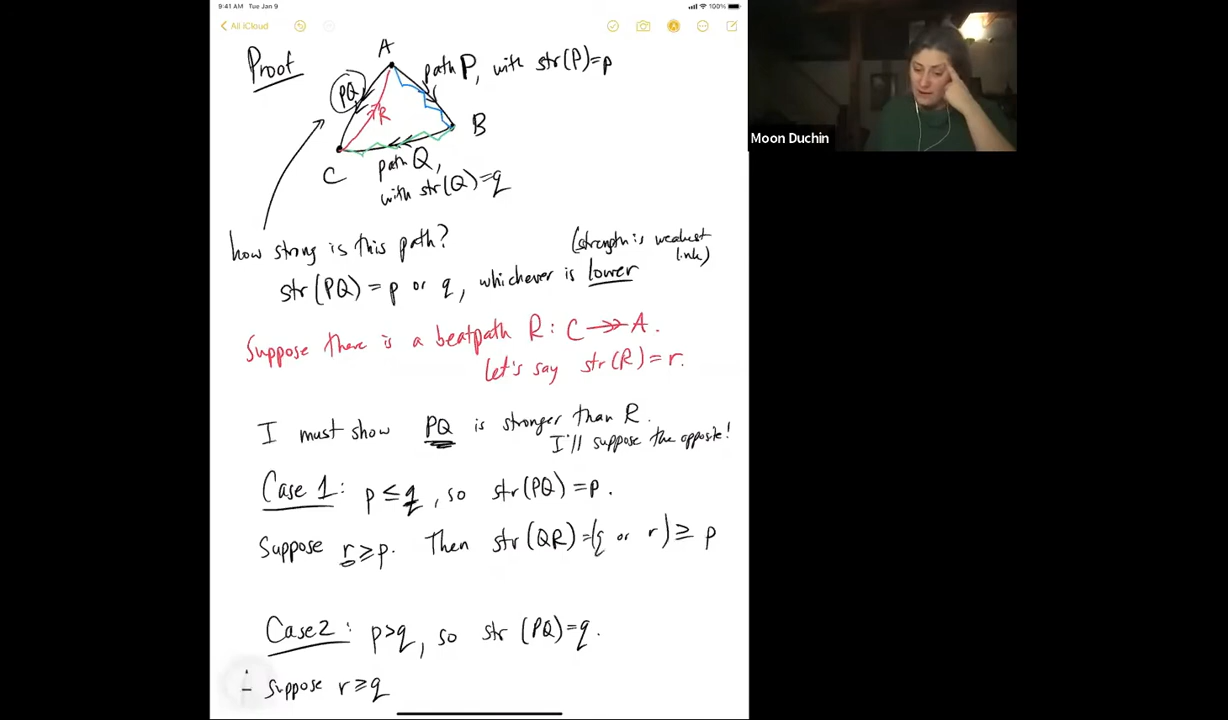 9:41 AM Tue Jan 9
100%
All iCloud
Proof
A
path P, with str(P)=p
PQ
R
B
C
path Q,
with str(Q)=q
how strong is this path?
(strength is weakest
link)
str(PQ) = p or q, whichever is lower
Suppose there is a beatpath R: C ↠ A.
Let's say str(R)=r.
I must show PQ is stronger than R.
I'll suppose the opposite!
Case 1: p ≤ q, so str(PQ)=p.
Suppose r ≥ p. Then str(QR)=(q or r) ≥ p
Case 2: p>q, so str (PQ)=q.
Suppose r ≥ q
Moon Duchin